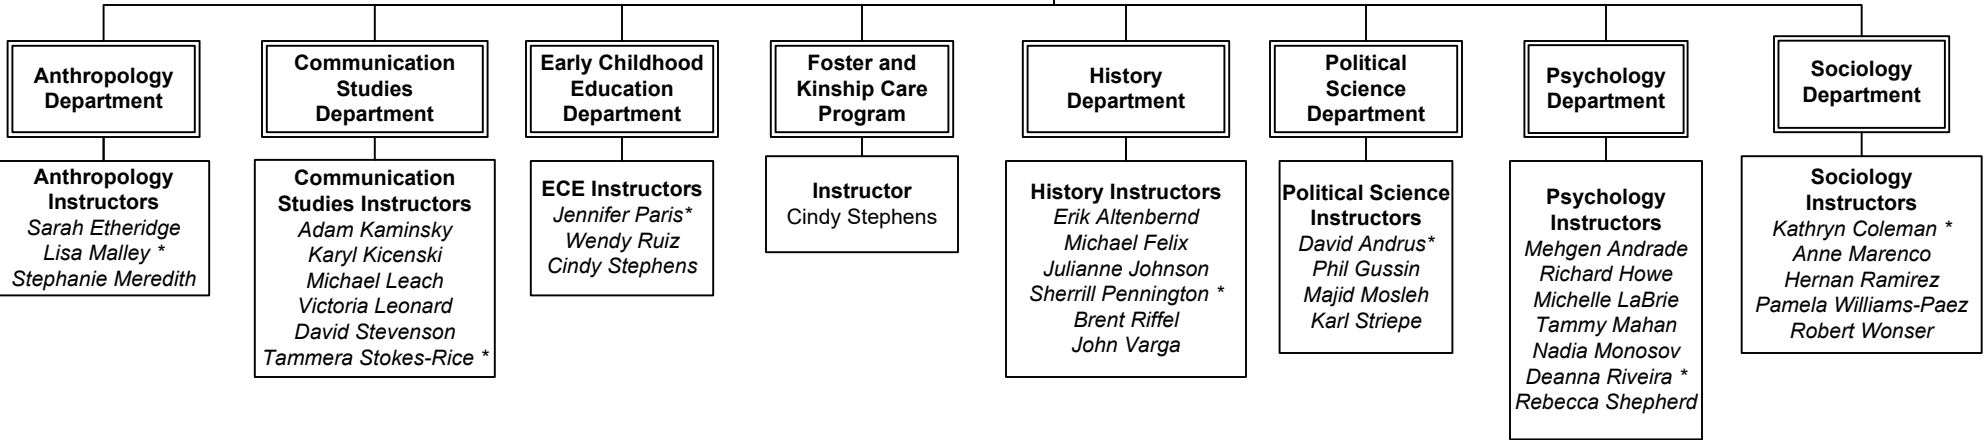 Anthropology
Department
Communication
Studies
Department
Early Childhood
Education
Department
Foster and
Kinship Care
Program
History
Department
Political
Science
Department
Psychology
Department
Sociology
Department
Anthropology
Instructors
Sarah Etheridge
Lisa Malley *
Stephanie Meredith
Communication
Studies Instructors
Adam Kaminsky
Karyl Kicenski
Michael Leach
Victoria Leonard
David Stevenson
Tammera Stokes-Rice *
ECE Instructors
Jennifer Paris*
Wendy Ruiz
Cindy Stephens
Instructor
Cindy Stephens
History Instructors
Erik Altenbernd
Michael Felix
Julianne Johnson
Sherrill Pennington *
Brent Riffel
John Varga
Political Science
Instructors
David Andrus*
Phil Gussin
Majid Mosleh
Karl Striepe
Psychology
Instructors
Mehgen Andrade
Richard Howe
Michelle LaBrie
Tammy Mahan
Nadia Monosov
Deanna Riveira *
Rebecca Shepherd
Sociology
Instructors
Kathryn Coleman *
Anne Marenco
Hernan Ramirez
Pamela Williams-Paez
Robert Wonser